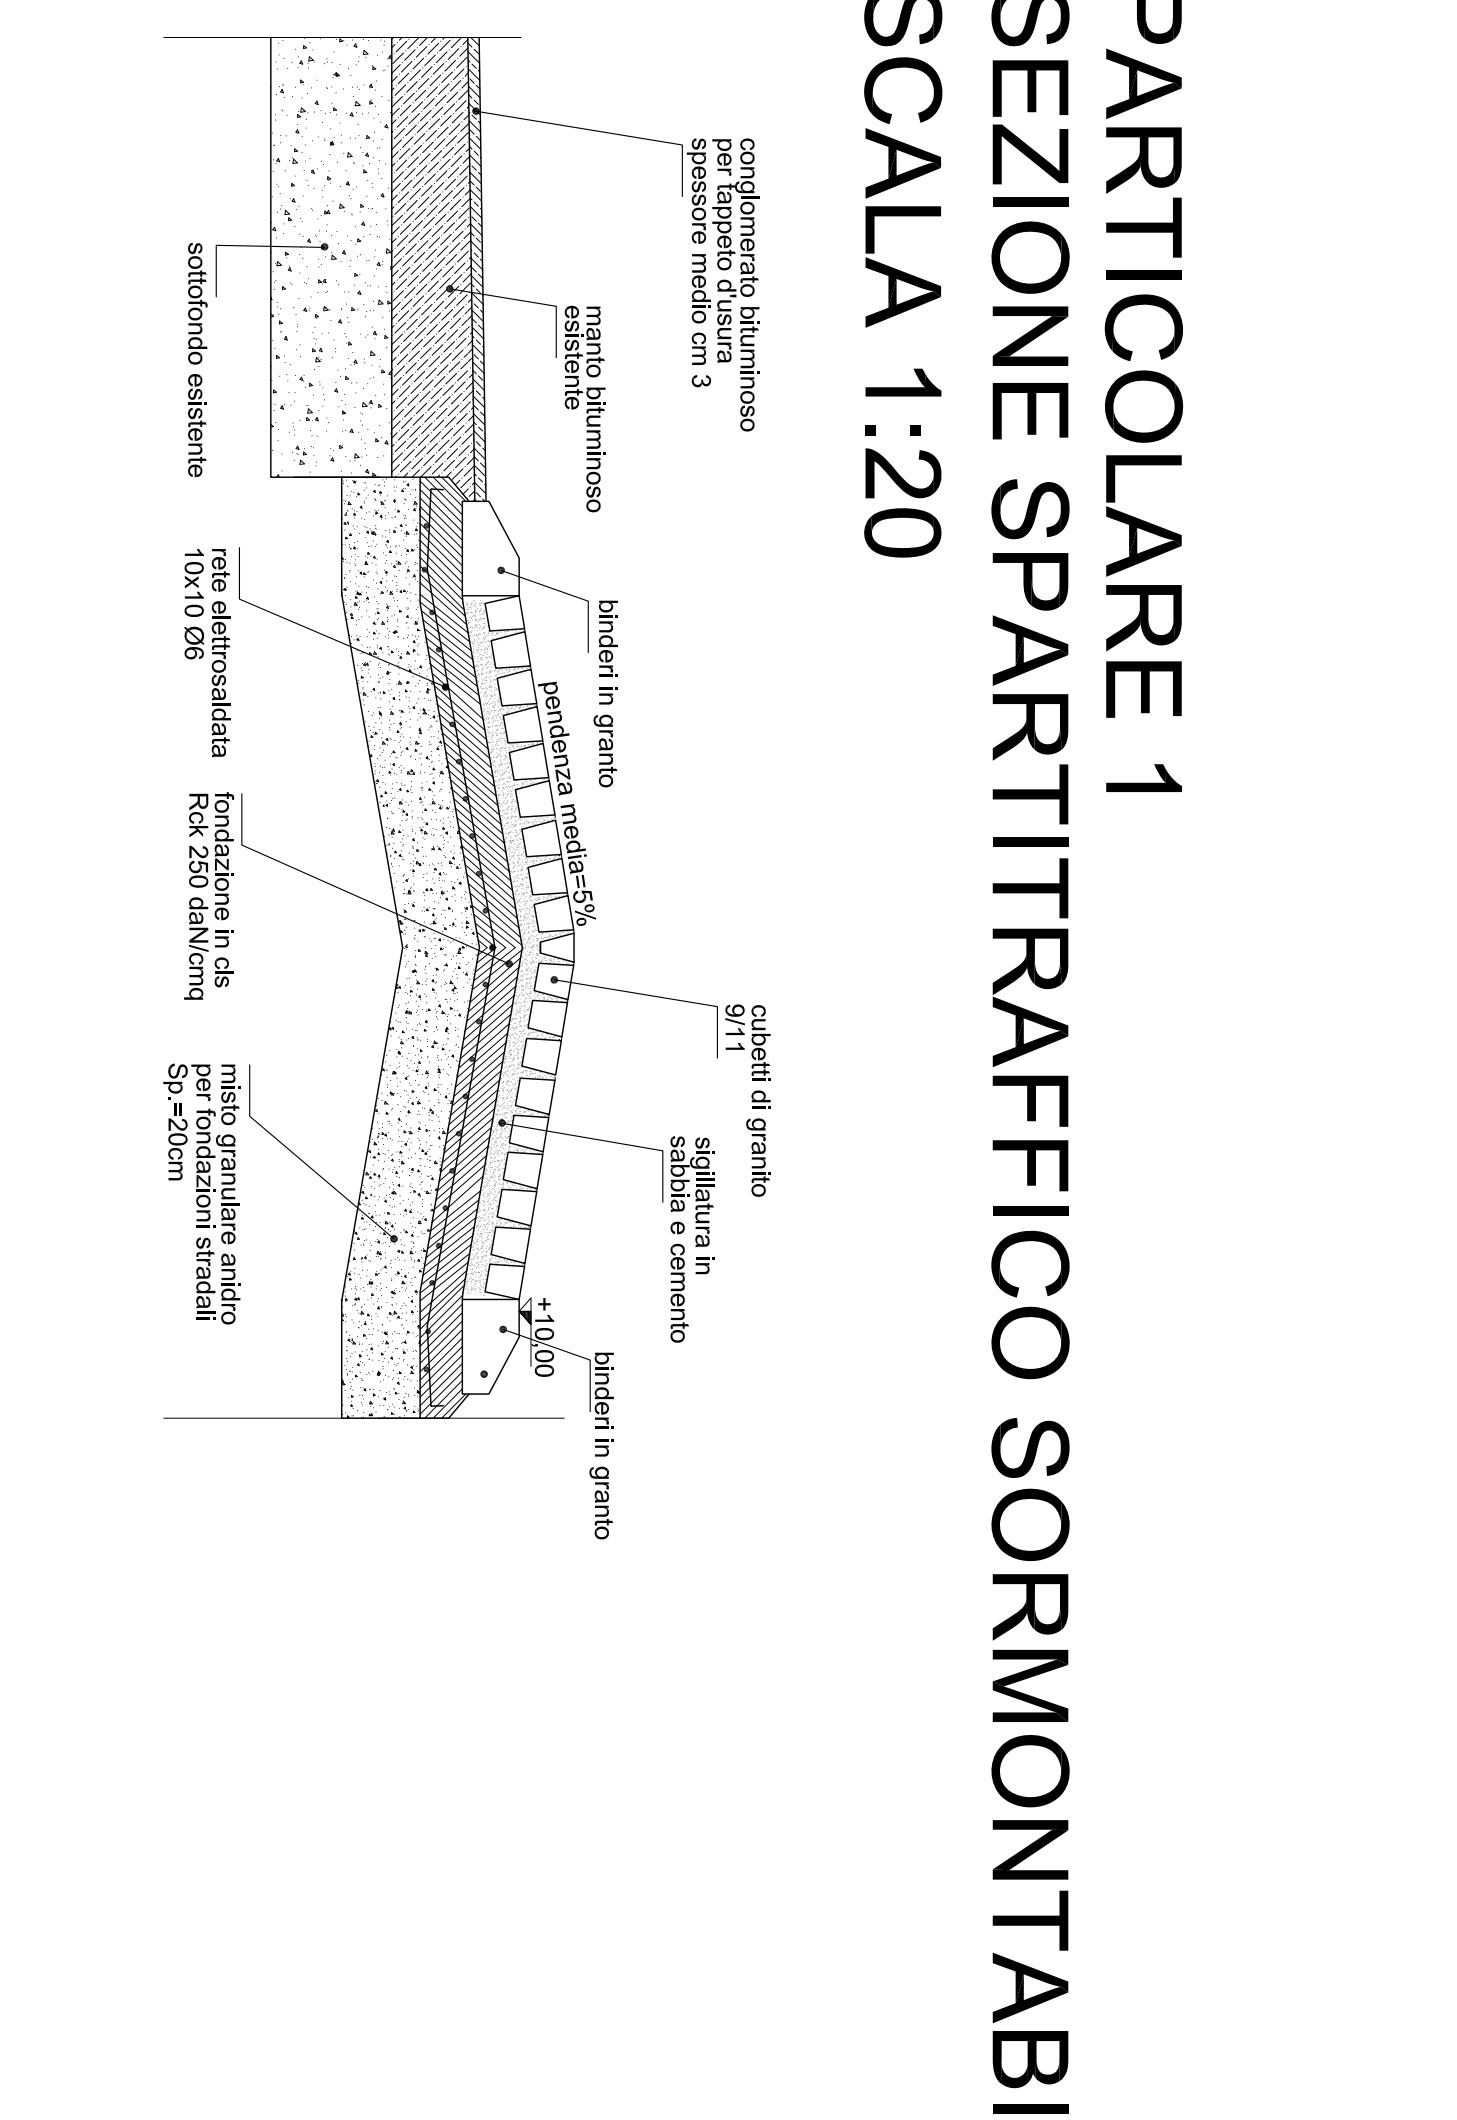 PARTICOLARE 1
SEZIONE SPARTITRAFFICO SORMONTABI
SCALA 1:20
conglomerato bituminoso
per tappeto d'usura
spessore medio cm 3
manto bituminoso
esistente
binderi in granto
pendenza media=5%
cubetti di granito
9/11
sigillatura in
sabbia e cemento
+10,00
binderi in granto
sottofondo esistente
rete elettrosaldata
10x10 Ø6
fondazione in cls
Rck 250 daN/cmq
misto granulare anidro
per fondazioni stradali
Sp.=20cm